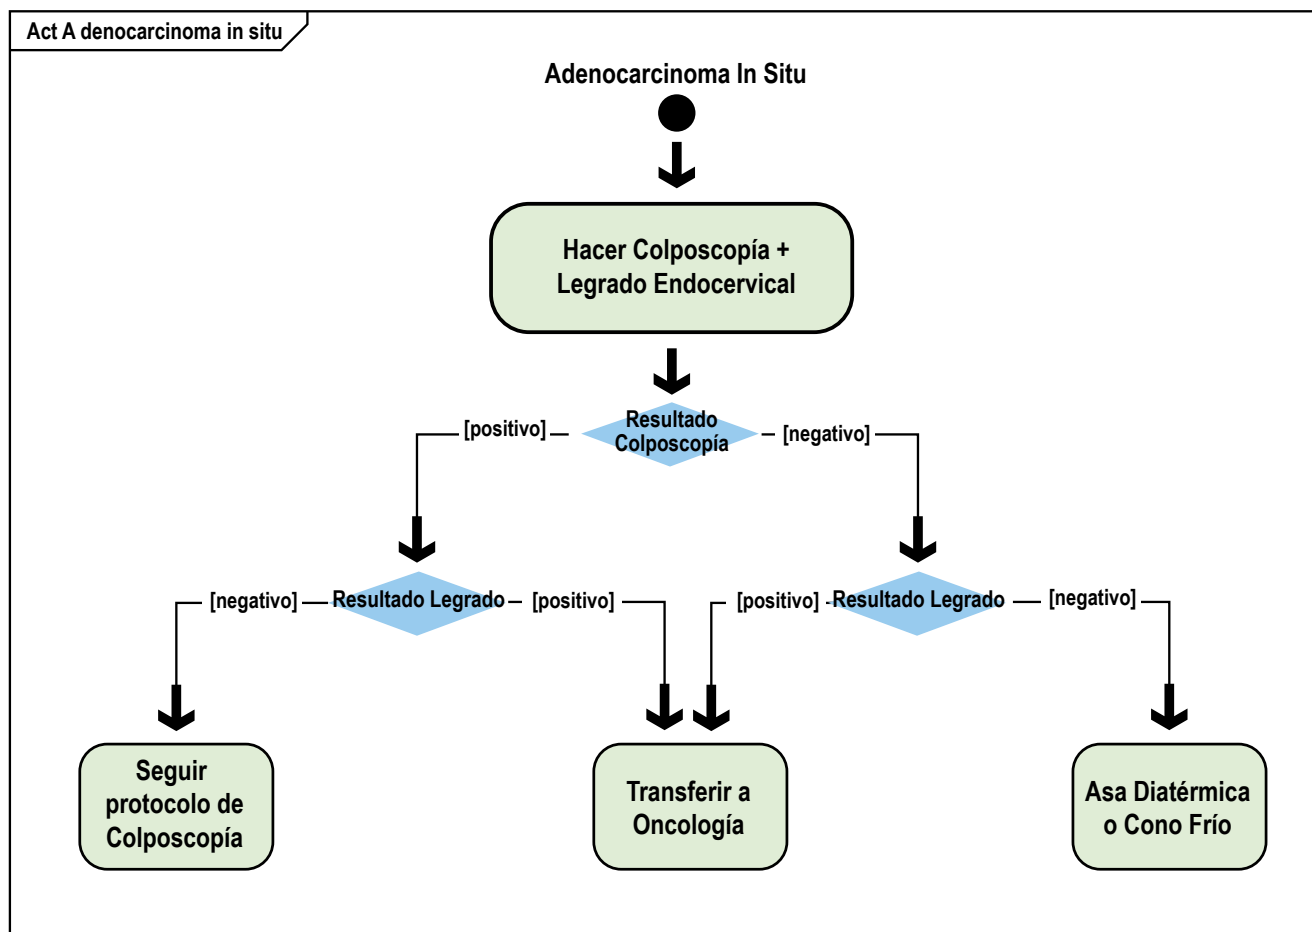 Act A denocarcinoma in situ
Adenocarcinoma In Situ
Hacer Colposcopía +
Legrado Endocervical
[positivo]
Resultado
Colposcopía
[negativo]
[negativo]
Resultado Legrado
[positivo]
[positivo]
Resultado Legrado
[negativo]
Seguir
protocolo de
Colposcopía
Transferir a
Oncología
Asa Diatérmica
o Cono Frío